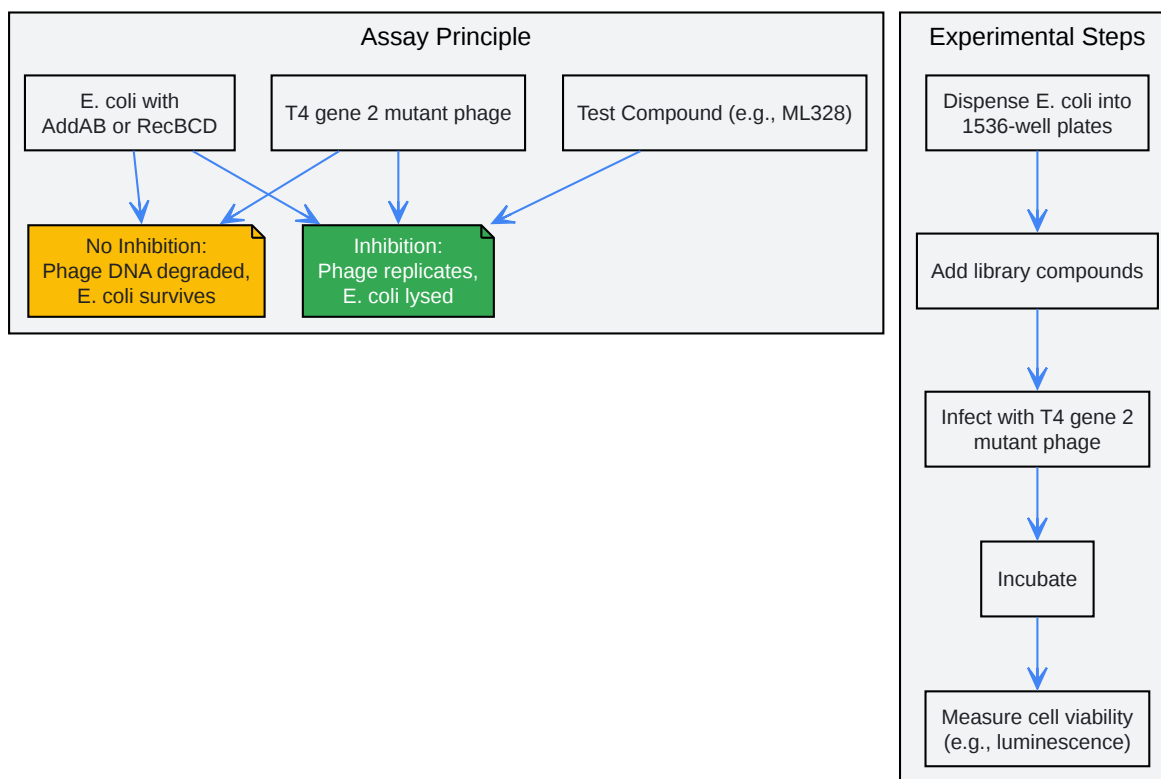 Assay Principle
E. coli with
AddAB or RecBCD
T4 gene 2 mutant phage
Test Compound (e.g., ML328)
No Inhibition:
Phage DNA degraded,
E. coli survives
Inhibition:
Phage replicates,
E. coli lysed
Experimental Steps
Dispense E. coli into
1536-well plates
Add library compounds
Infect with T4 gene 2
mutant phage
Incubate
Measure cell viability
(e.g., luminescence)